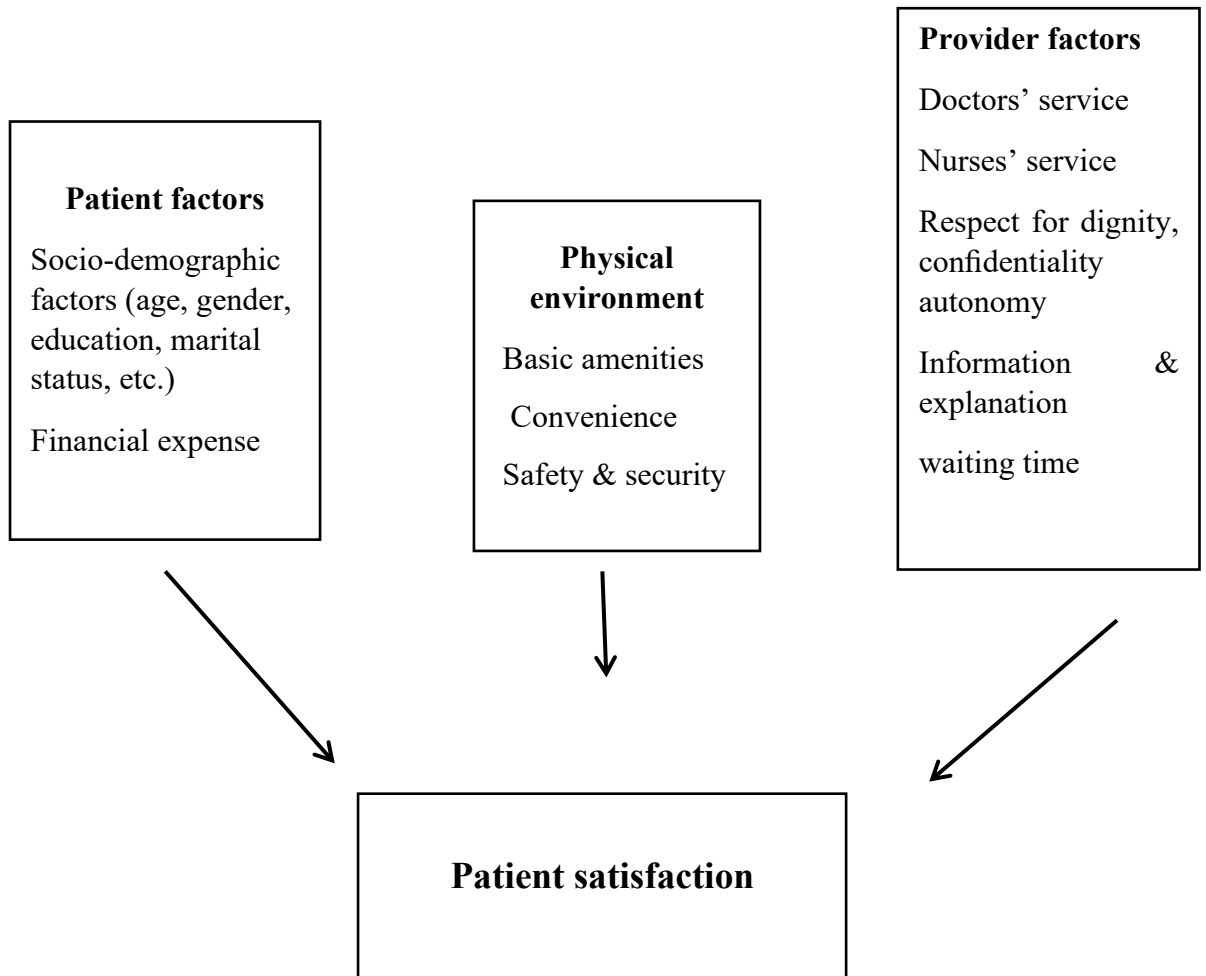 Patient factors
Socio-demographic
factors (age, gender,
education, marital
status, etc.)
Financial expense
Physical
environment
Basic amenities
Convenience
Safety & security
Provider factors
Doctors’ service
Nurses’ service
Respect for dignity,
confidentiality
autonomy
Information &
explanation
waiting time
Patient satisfaction